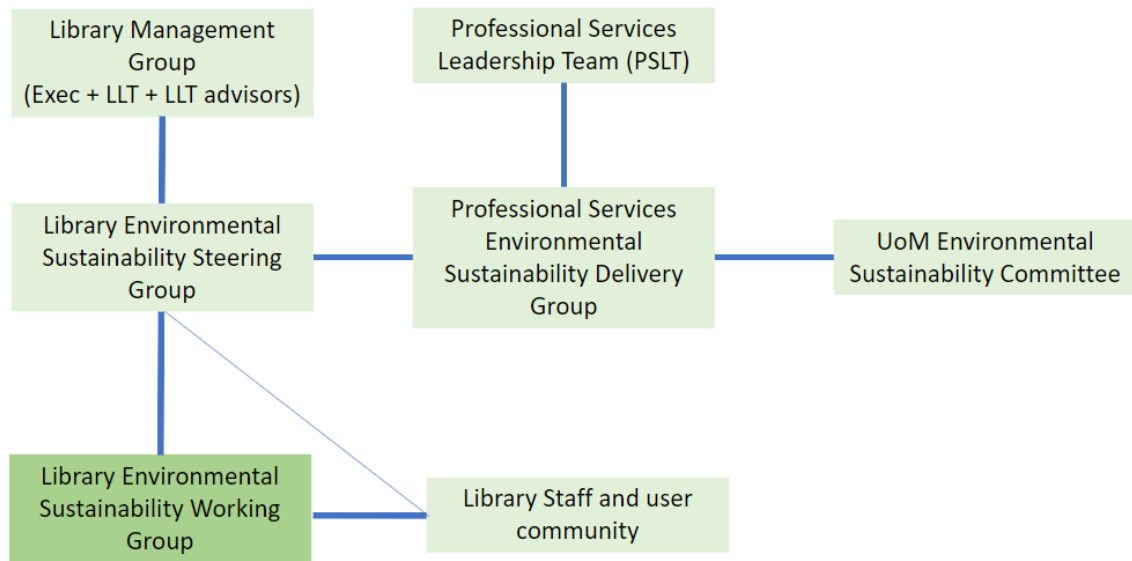 Library Management
Group
(Exec + LLT + LLT advisors)
Professional Services
Leadership Team (PSLT)
Library Environmental
Sustainability Steering
Group
Professional Services
Environmental
Sustainability Delivery
Group
UoM Environmental
Sustainability Committee
Library Environmental
Sustainability Working
Group
Library Staff and user
community